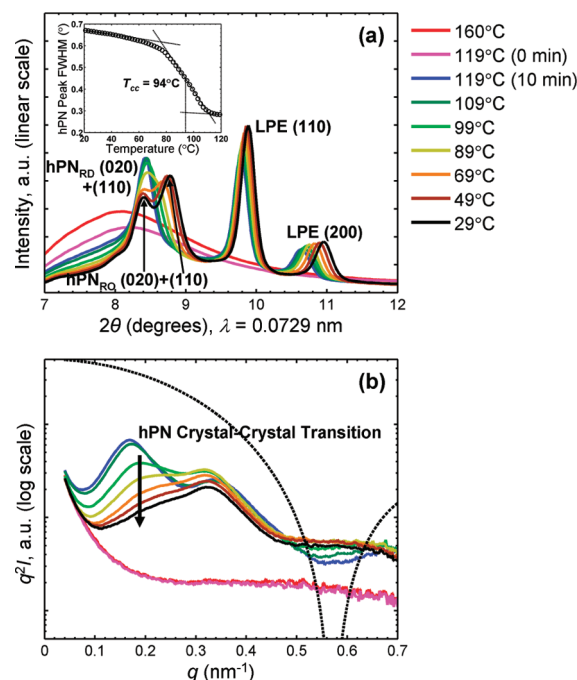 (a)
hPN Peak FWHM (°)
0.7
0.6
0.5
0.4
0.3
0.2
Tcc = 94°C
20 40 60 80 100 120
Temperature (°C)
Intensity, a.u. (linear scale)
hPNRD (020)
+(110)
LPE (110)
LPE (200)
hPNRO (020)+(110)
7 8 9 10 11 12
2θ (degrees), λ = 0.0729 nm
160°C
119°C (0 min)
119°C (10 min)
109°C
99°C
89°C
69°C
49°C
29°C
(b)
hPN Crystal-Crystal Transition
q²I, a.u. (log scale)
0 0.1 0.2 0.3 0.4 0.5 0.6 0.7
q (nm⁻¹)